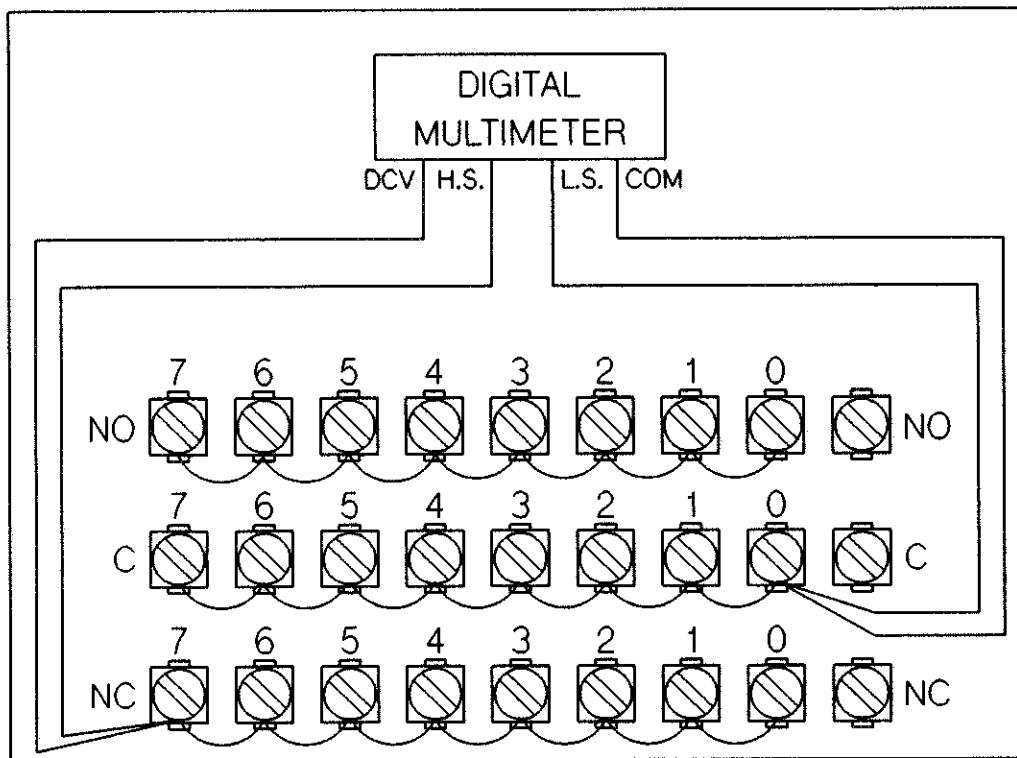 DIGITAL
MULTIMETER
DCV H.S. L.S. COM
7 6 5 4 3 2 1 0
NO NO
7 6 5 4 3 2 1 0
C C
7 6 5 4 3 2 1 0
NC NC